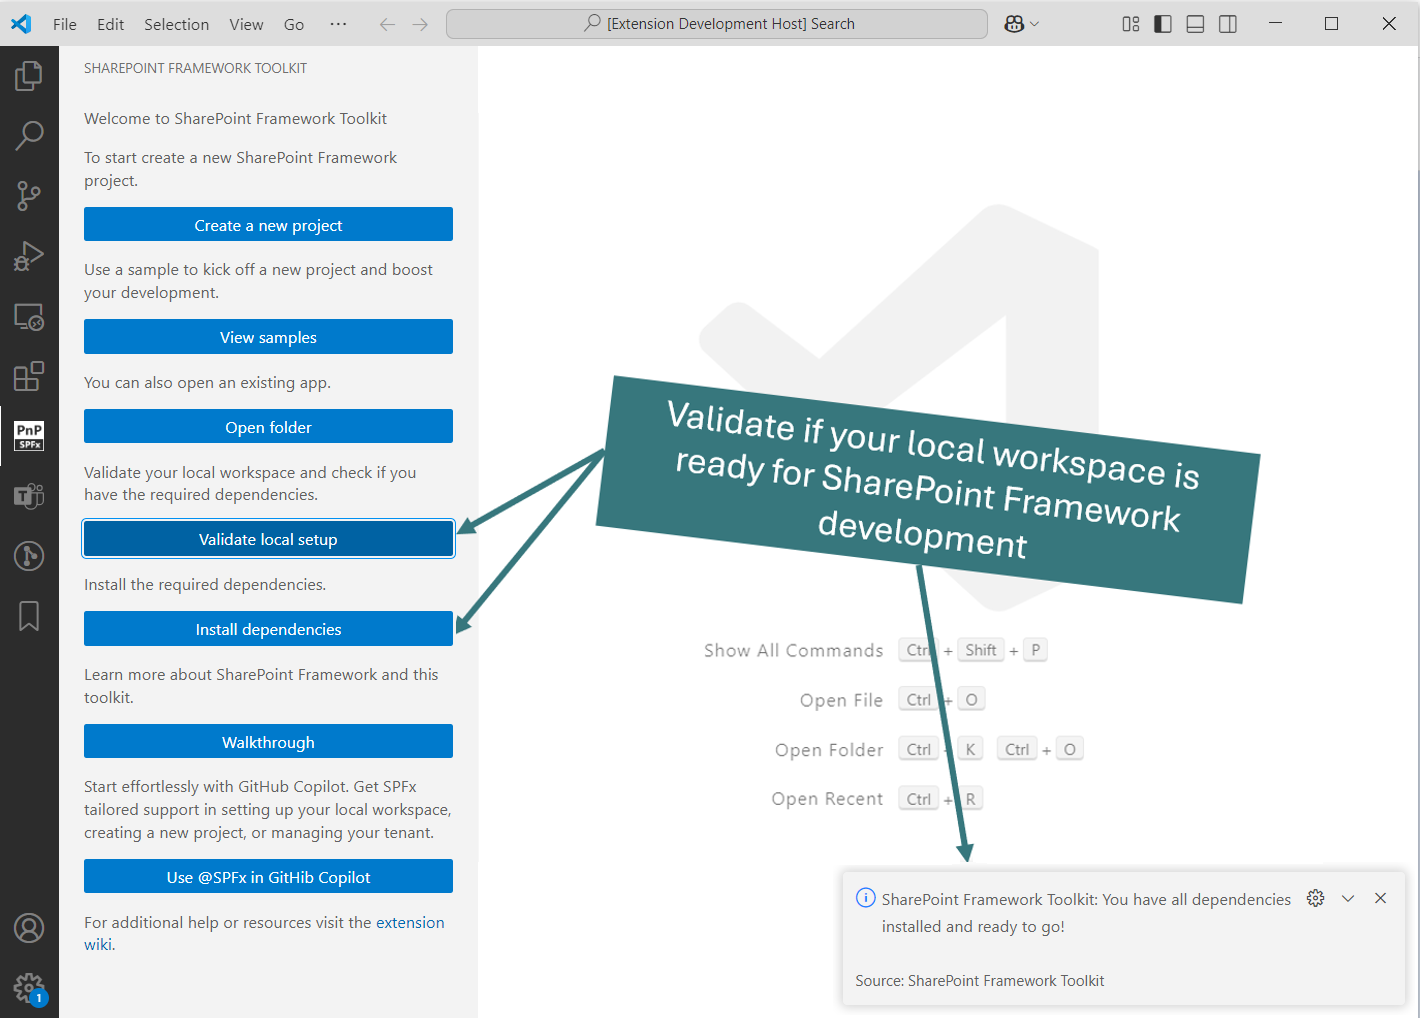 File Edit Selection View Go ···
[Extension Development Host] Search
SHAREPOINT FRAMEWORK TOOLKIT
Welcome to SharePoint Framework Toolkit
To start create a new SharePoint Framework
project.
Create a new project
Use a sample to kick off a new project and boost
your development.
View samples
You can also open an existing app.
Open folder
PnP
SPFx
Validate your local workspace and check if you
have the required dependencies.
Validate local setup
Install the required dependencies.
Install dependencies
Learn more about SharePoint Framework and this
toolkit.
Walkthrough
Start effortlessly with GitHub Copilot. Get SPFx
tailored support in setting up your local workspace,
creating a new project, or managing your tenant.
Use @SPFx in GitHib Copilot
For additional help or resources visit the extension
wiki.
1
Validate if your local workspace is
ready for SharePoint Framework
development
Show All Commands Ctrl + Shift + P
Open File Ctrl + O
Open Folder Ctrl + K Ctrl + O
Open Recent Ctrl + R
SharePoint Framework Toolkit: You have all dependencies
installed and ready to go!
Source: SharePoint Framework Toolkit